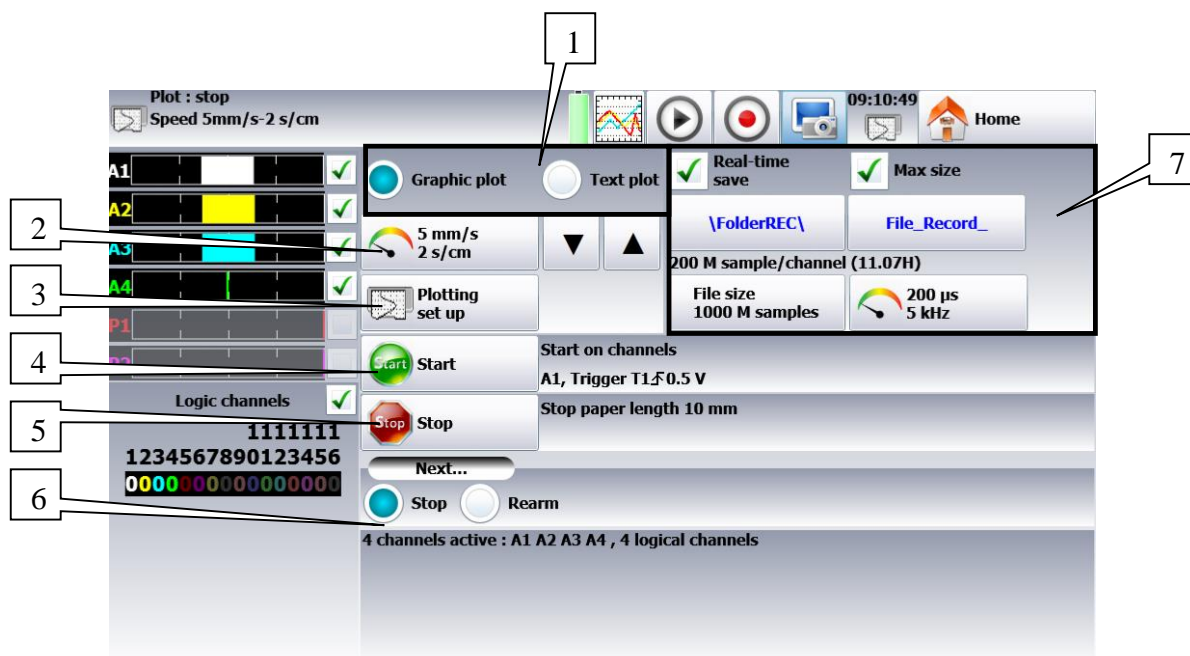 1
Plot : stop
Speed 5mm/s-2 s/cm
09:10:49
Home
7
A1
Graphic plot
Text plot
Real-time
save
Max size
2
A2
5 mm/s
2 s/cm
▼
▲
\FolderREC\
File_Record_
A3
200 M sample/channel (11.07H)
3
A4
Plotting
set up
File size
1000 M samples
200 µs
5 kHz
P1
4
P2
Start
Start
Start on channels
A1, Trigger T1 0.5 V
Logic channels
5
Stop
Stop
Stop paper length 10 mm
1111111
1234567890123456
0000000000000000
Next...
6
Stop
Rearm
4 channels active : A1 A2 A3 A4 , 4 logical channels